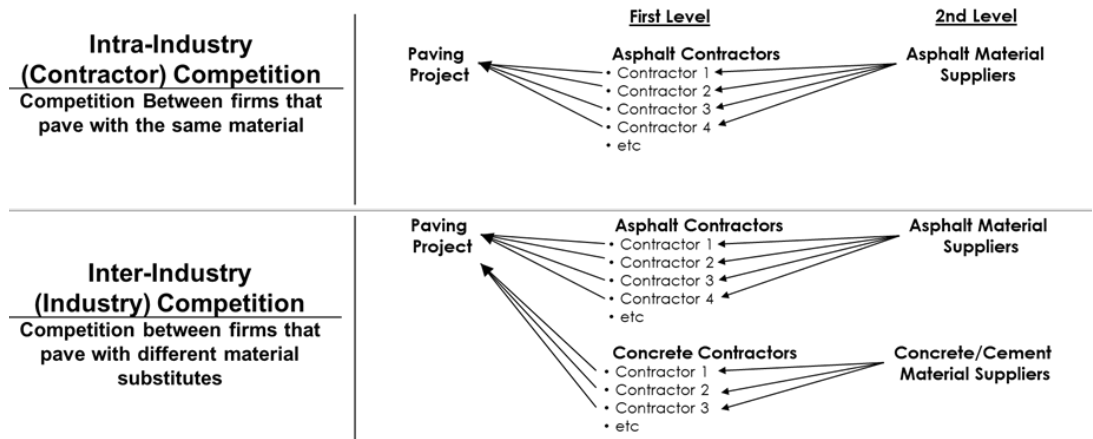 First Level
2nd Level
Intra-Industry
(Contractor) Competition
Competition Between firms that
pave with the same material
Paving
Project
Asphalt Contractors
• Contractor 1
• Contractor 2
• Contractor 3
• Contractor 4
• etc
Asphalt Material
Suppliers
Inter-Industry
(Industry) Competition
Competition between firms that
pave with different material
substitutes
Paving
Project
Asphalt Contractors
• Contractor 1
• Contractor 2
• Contractor 3
• Contractor 4
• etc
Asphalt Material
Suppliers
Concrete Contractors
• Contractor 1
• Contractor 2
• Contractor 3
• etc
Concrete/Cement
Material Suppliers